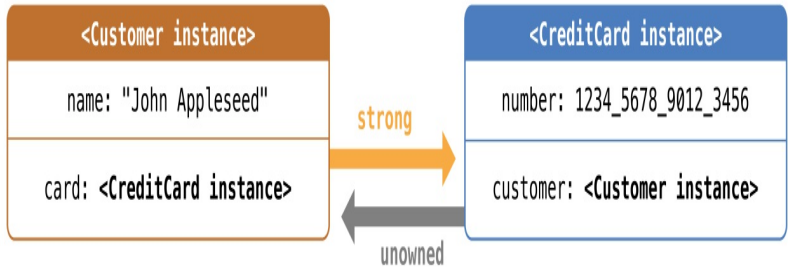 <Customer instance>
name: "John Appleseed"
card: <CreditCard instance>
strong
unowned
<CreditCard instance>
number: 1234_5678_9012_3456
customer: <Customer instance>